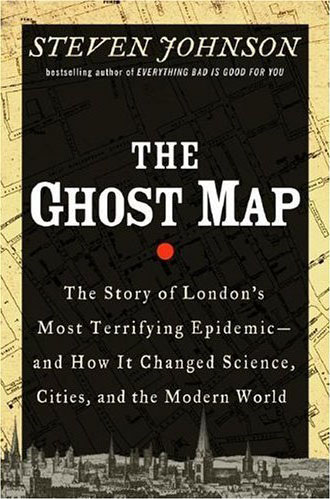 STEVEN JOHNSON
bestselling author of EVERYTHING BAD IS GOOD FOR YOU
THE
GHOST MAP
The Story of London's
Most Terrifying Epidemic—
and How It Changed Science,
Cities, and the Modern World